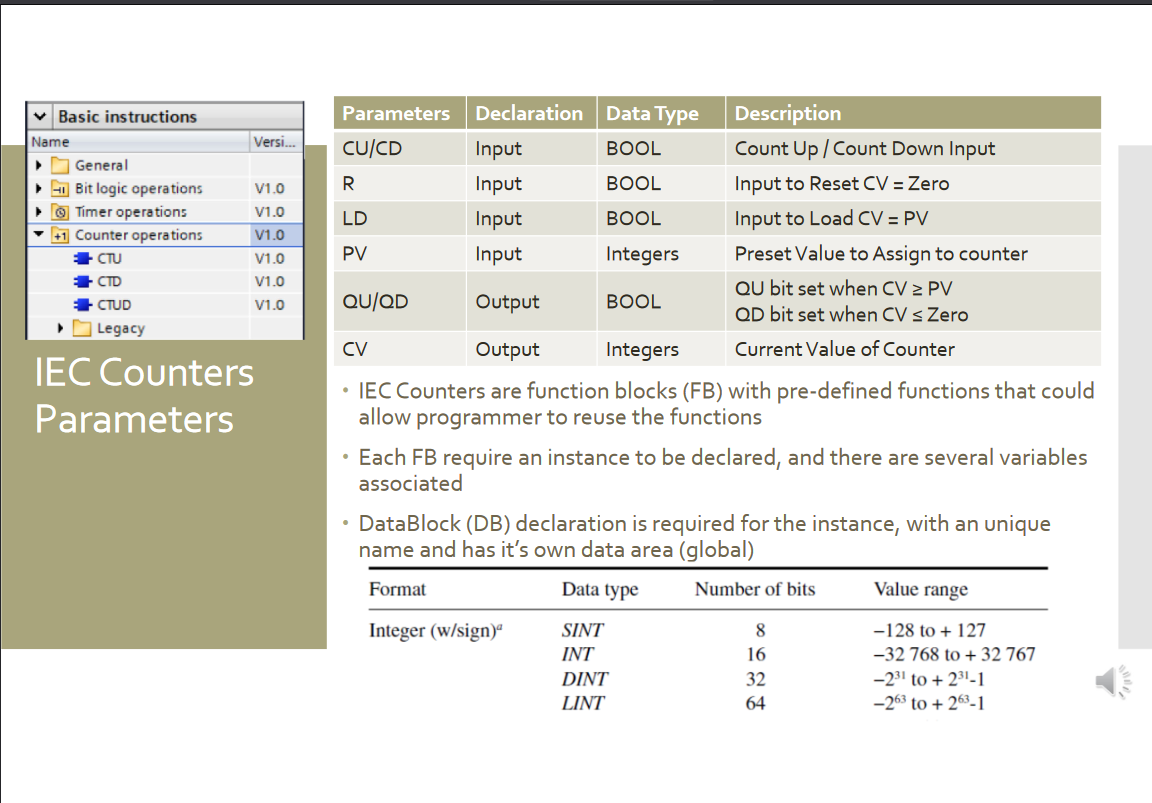 Basic instructions
Name Versi...
General
Bit logic operations V1.0
Timer operations V1.0
Counter operations V1.0
CTU V1.0
CTD V1.0
CTUD V1.0
Legacy
IEC Counters
Parameters
Parameters Declaration Data Type Description
CU/CD Input BOOL Count Up / Count Down Input
R Input BOOL Input to Reset CV = Zero
LD Input BOOL Input to Load CV = PV
PV Input Integers Preset Value to Assign to counter
QU/QD Output BOOL QU bit set when CV ≥ PV
QD bit set when CV ≤ Zero
CV Output Integers Current Value of Counter
• IEC Counters are function blocks (FB) with pre-defined functions that could
allow programmer to reuse the functions
• Each FB require an instance to be declared, and there are several variables
associated
• DataBlock (DB) declaration is required for the instance, with an unique
name and has it's own data area (global)
Format Data type Number of bits Value range
Integer (w/sign)ᵃ SINT 8 −128 to + 127
INT 16 −32 768 to + 32 767
DINT 32 −2³¹ to + 2³¹-1
LINT 64 −2⁶³ to + 2⁶³-1